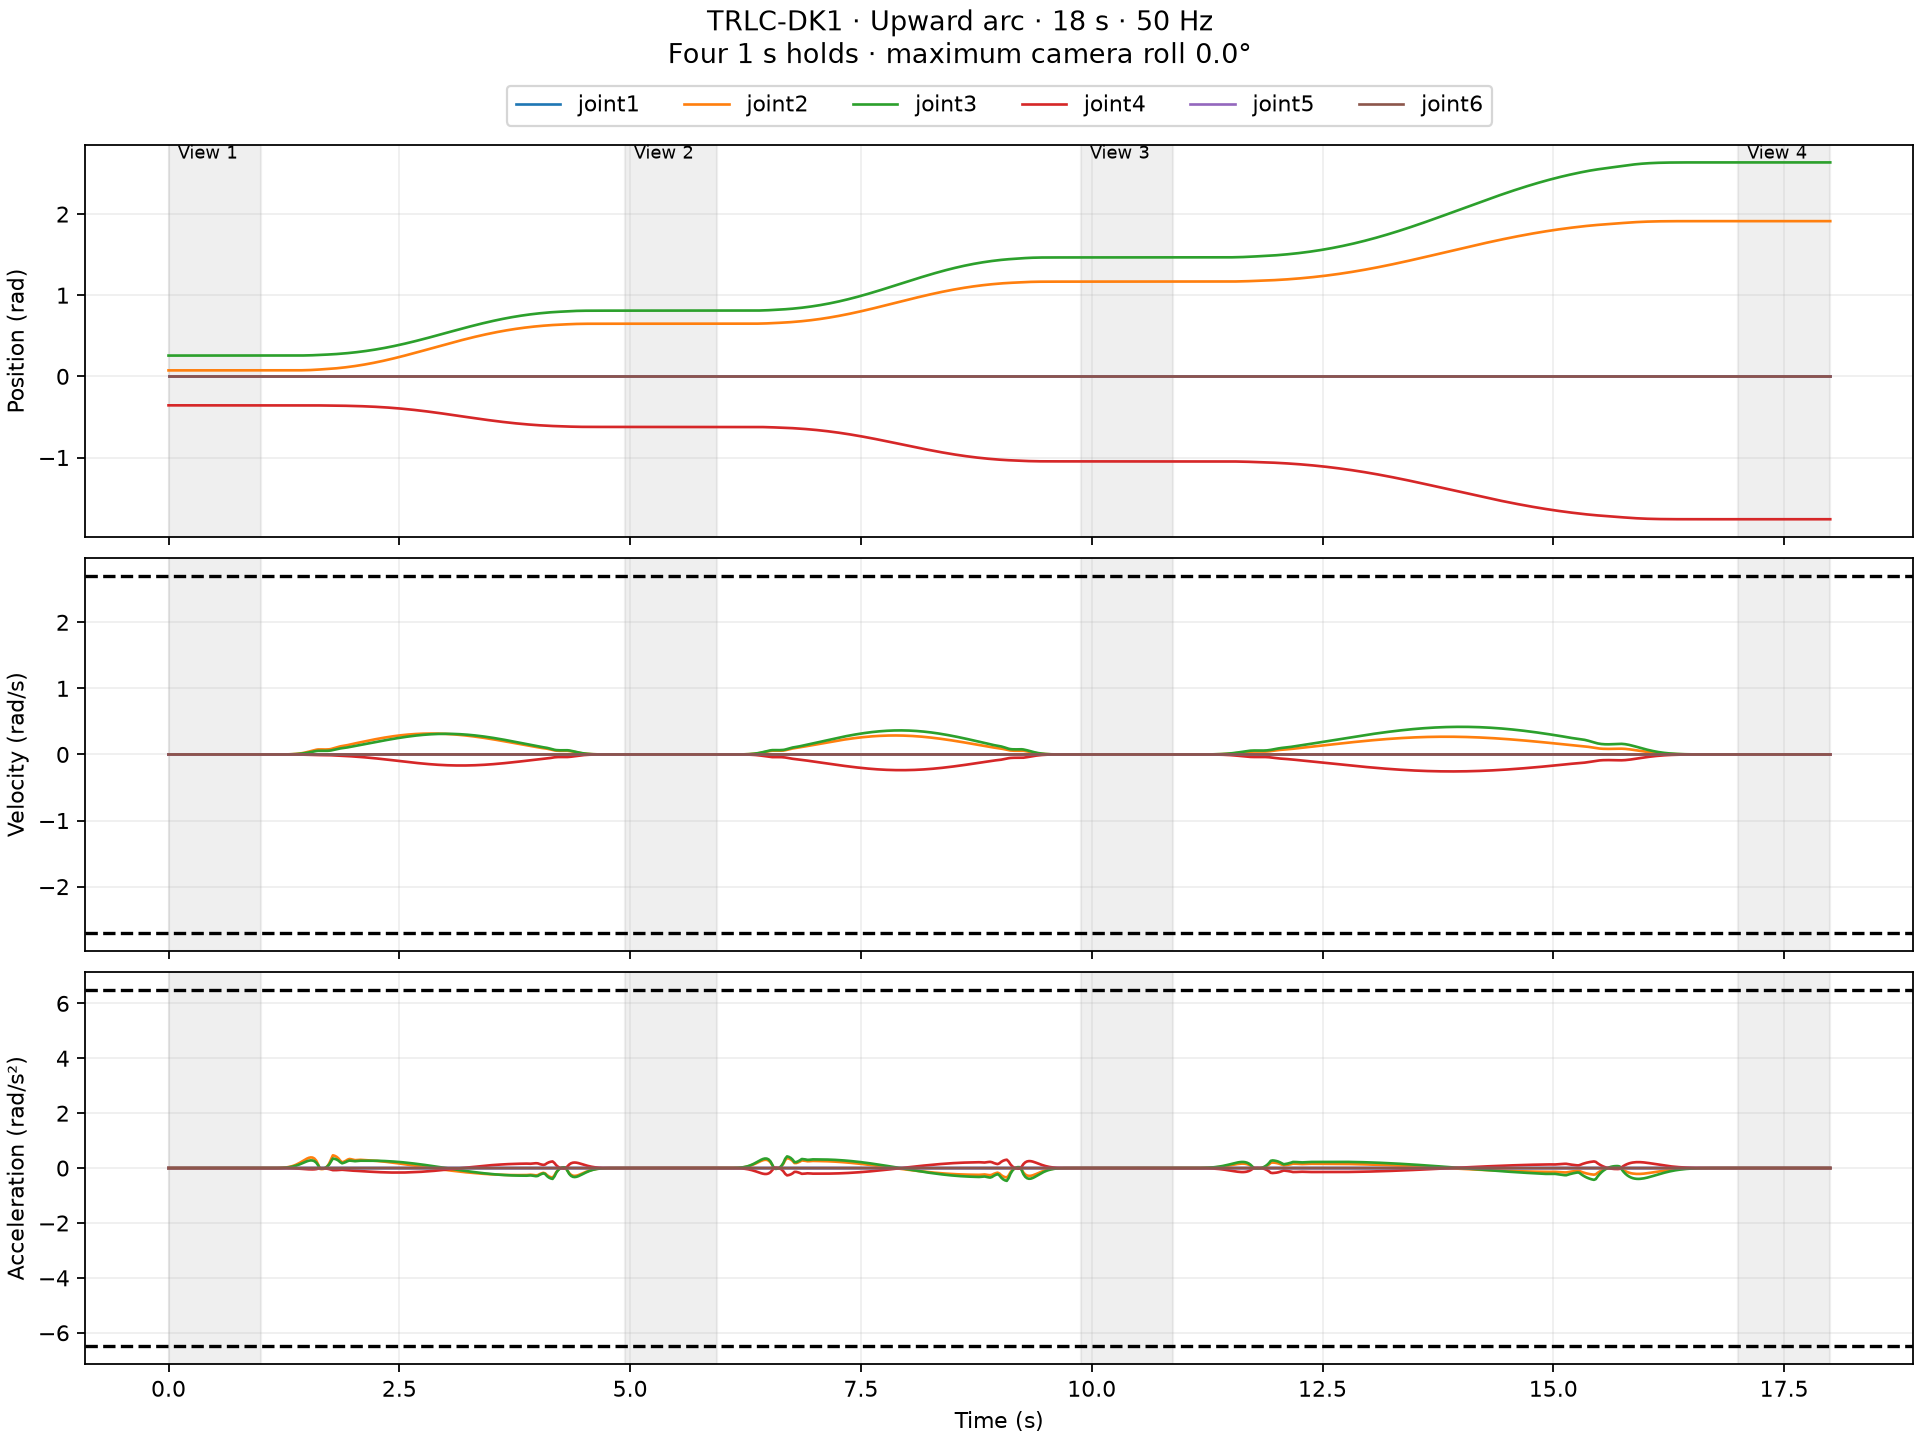 TRLC-DK1 · Upward arc · 18 s · 50 Hz
Four 1 s holds · maximum camera roll 0.0°
joint1 joint2 joint3 joint4 joint5 joint6
View 1 View 2 View 3 View 4
2
1
0
−1
Position (rad)
2
1
0
−1
−2
Velocity (rad/s)
6
4
2
0
−2
−4
−6
Acceleration (rad/s²)
0.0 2.5 5.0 7.5 10.0 12.5 15.0 17.5
Time (s)